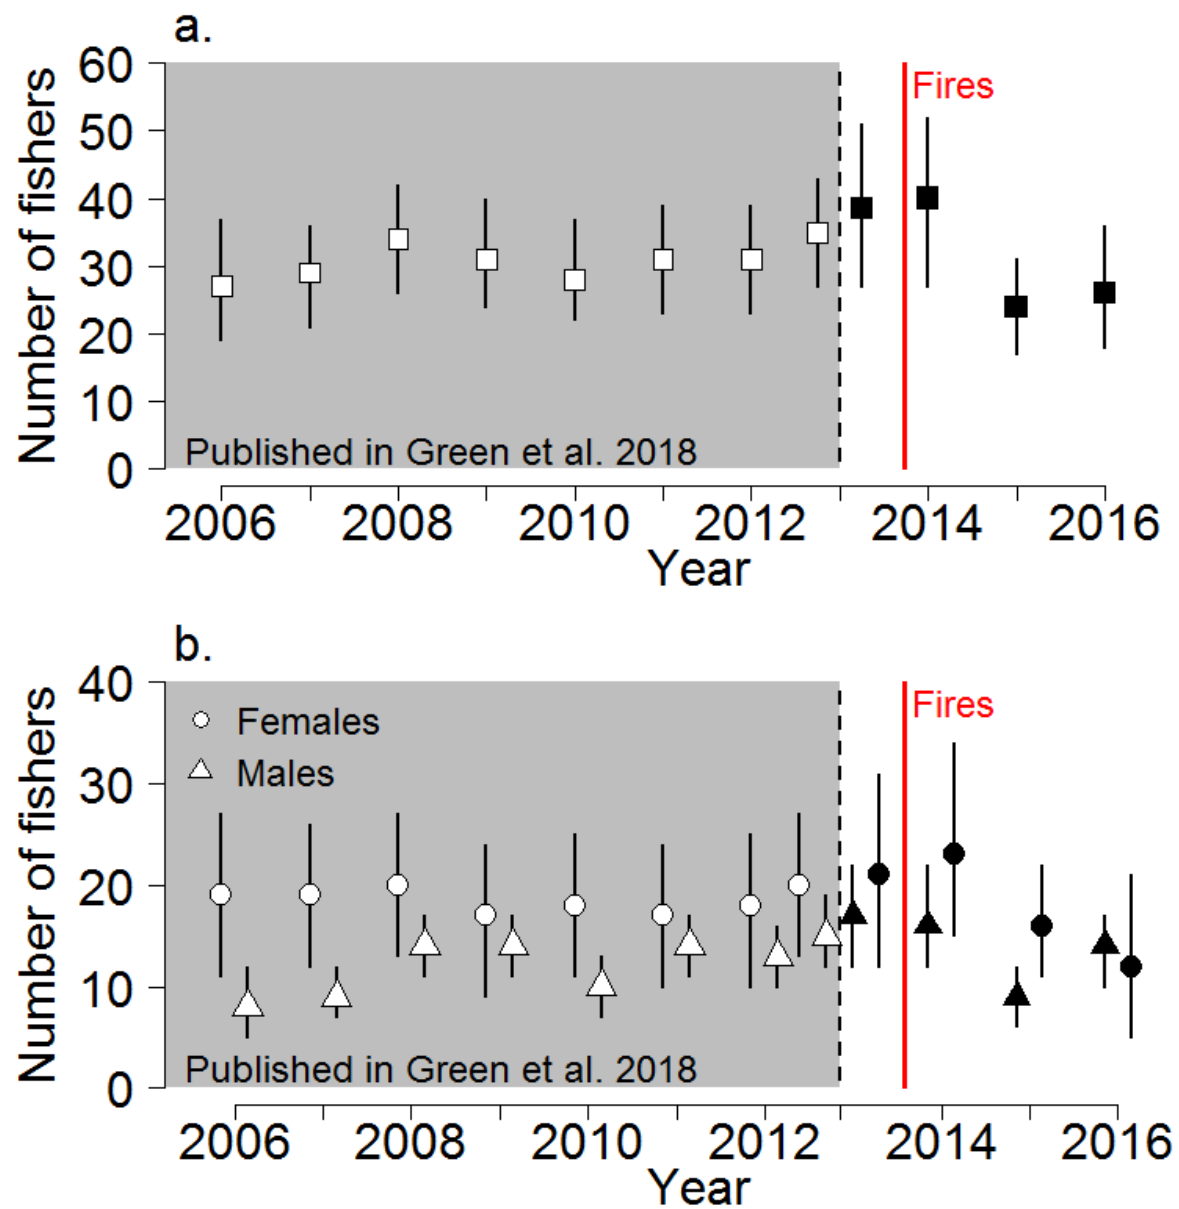 a.
Number of fishers
60
50
40
30
20
10
0
Fires
Published in Green et al. 2018
2006 2008 2010 2012 2014 2016
Year
b.
Number of fishers
40
30
20
10
0
Females
Males
Fires
Published in Green et al. 2018
2006 2008 2010 2012 2014 2016
Year